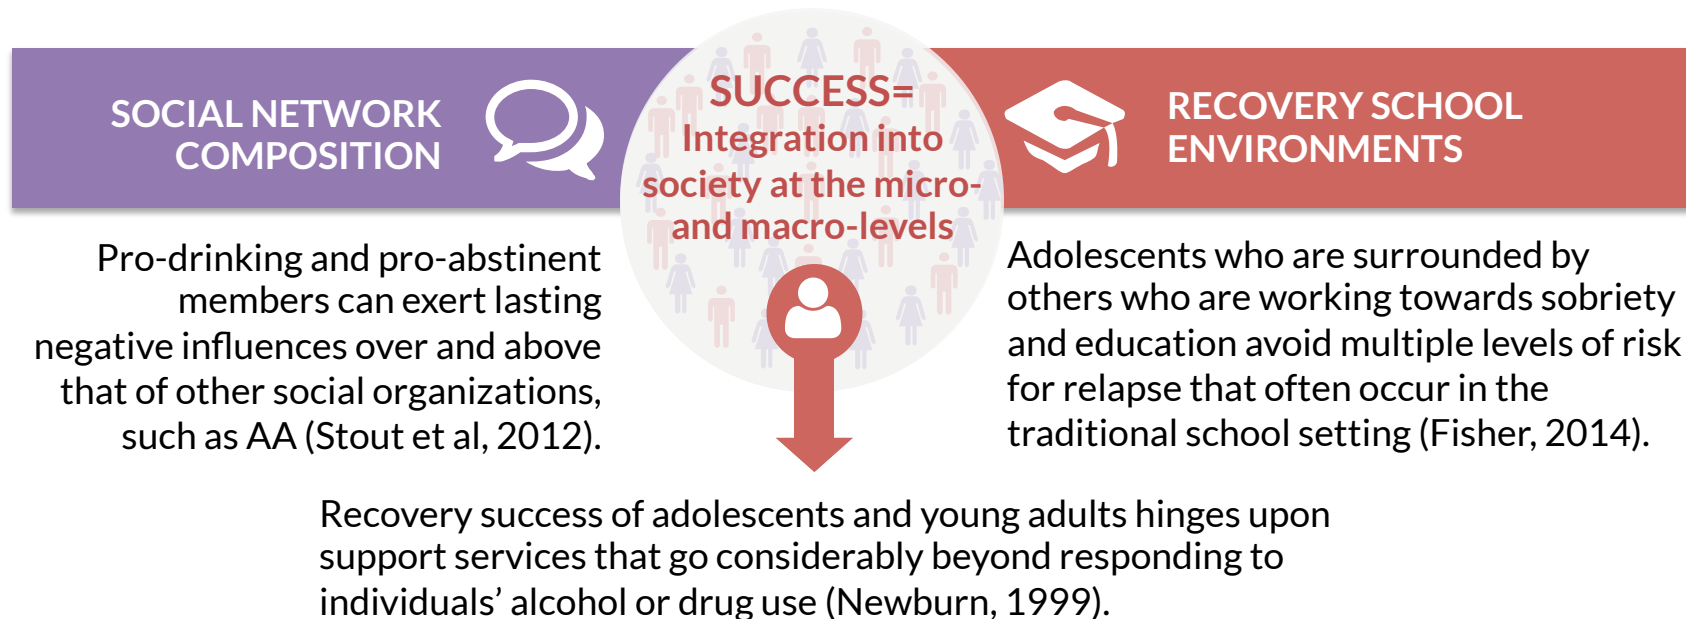 SOCIAL NETWORK
COMPOSITION
SUCCESS=
Integration into
society at the micro-
and macro-levels
RECOVERY SCHOOL
ENVIRONMENTS
Pro-drinking and pro-abstinent
members can exert lasting
negative influences over and above
that of other social organizations,
such as AA (Stout et al, 2012).
Adolescents who are surrounded by
others who are working towards sobriety
and education avoid multiple levels of risk
for relapse that often occur in the
traditional school setting (Fisher, 2014).
Recovery success of adolescents and young adults hinges upon
support services that go considerably beyond responding to
individuals’ alcohol or drug use (Newburn, 1999).